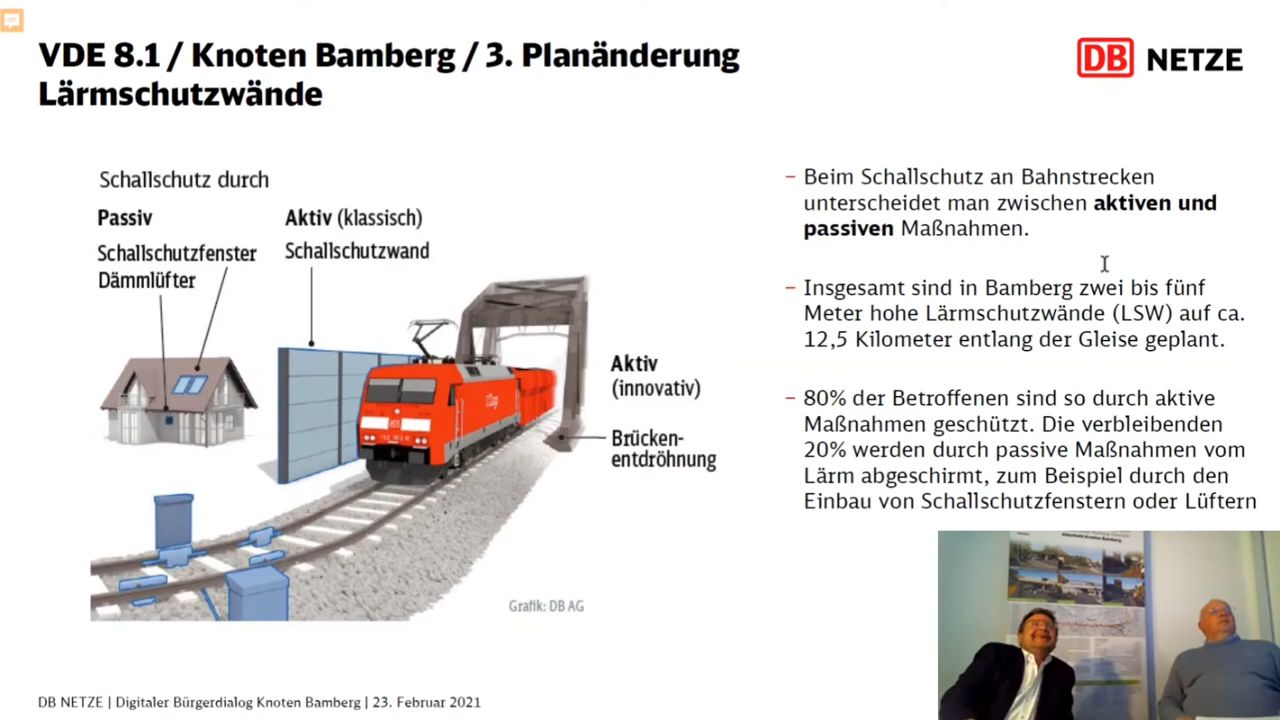 VDE 8.1 / Knoten Bamberg / 3. Planänderung
Lärmschutzwände
DB NETZE
Schallschutz durch
Passiv
Schallschutzfenster
Dämmlüfter
Aktiv (klassisch)
Schallschutzwand
Aktiv
(innovativ)
Brücken-
entdröhnung
Grafik: DB AG
– Beim Schallschutz an Bahnstrecken
unterscheidet man zwischen aktiven und
passiven Maßnahmen.
– Insgesamt sind in Bamberg zwei bis fünf
Meter hohe Lärmschutzwände (LSW) auf ca.
12,5 Kilometer entlang der Gleise geplant.
– 80% der Betroffenen sind so durch aktive
Maßnahmen geschützt. Die verbleibenden
20% werden durch passive Maßnahmen vom
Lärm abgeschirmt, zum Beispiel durch den
Einbau von Schallschutzfenstern oder Lüftern
Abschnitt Knoten Bamberg
DB NETZE | Digitaler Bürgerdialog Knoten Bamberg | 23. Februar 2021